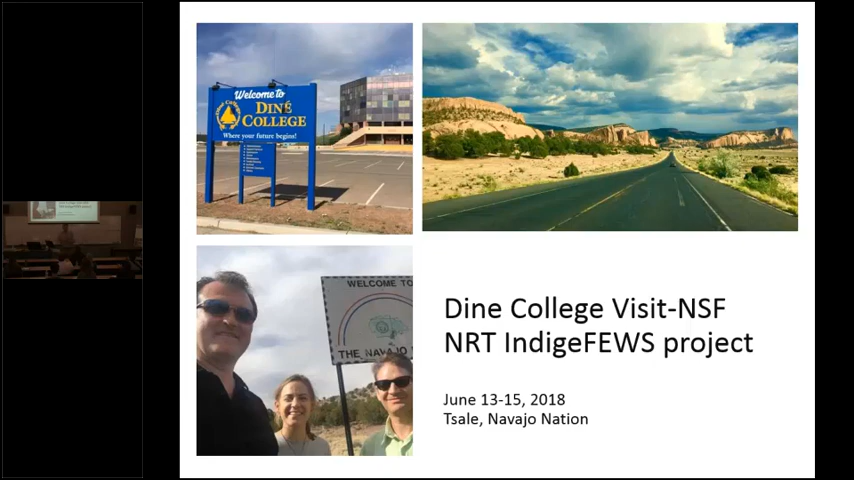 Welcome to
DINÉ
COLLEGE
Where your future begins!
WELCOME TO
THE NAVAJO
Dine College Visit-NSF
NRT IndigeFEWS project
June 13-15, 2018
Tsale, Navajo Nation